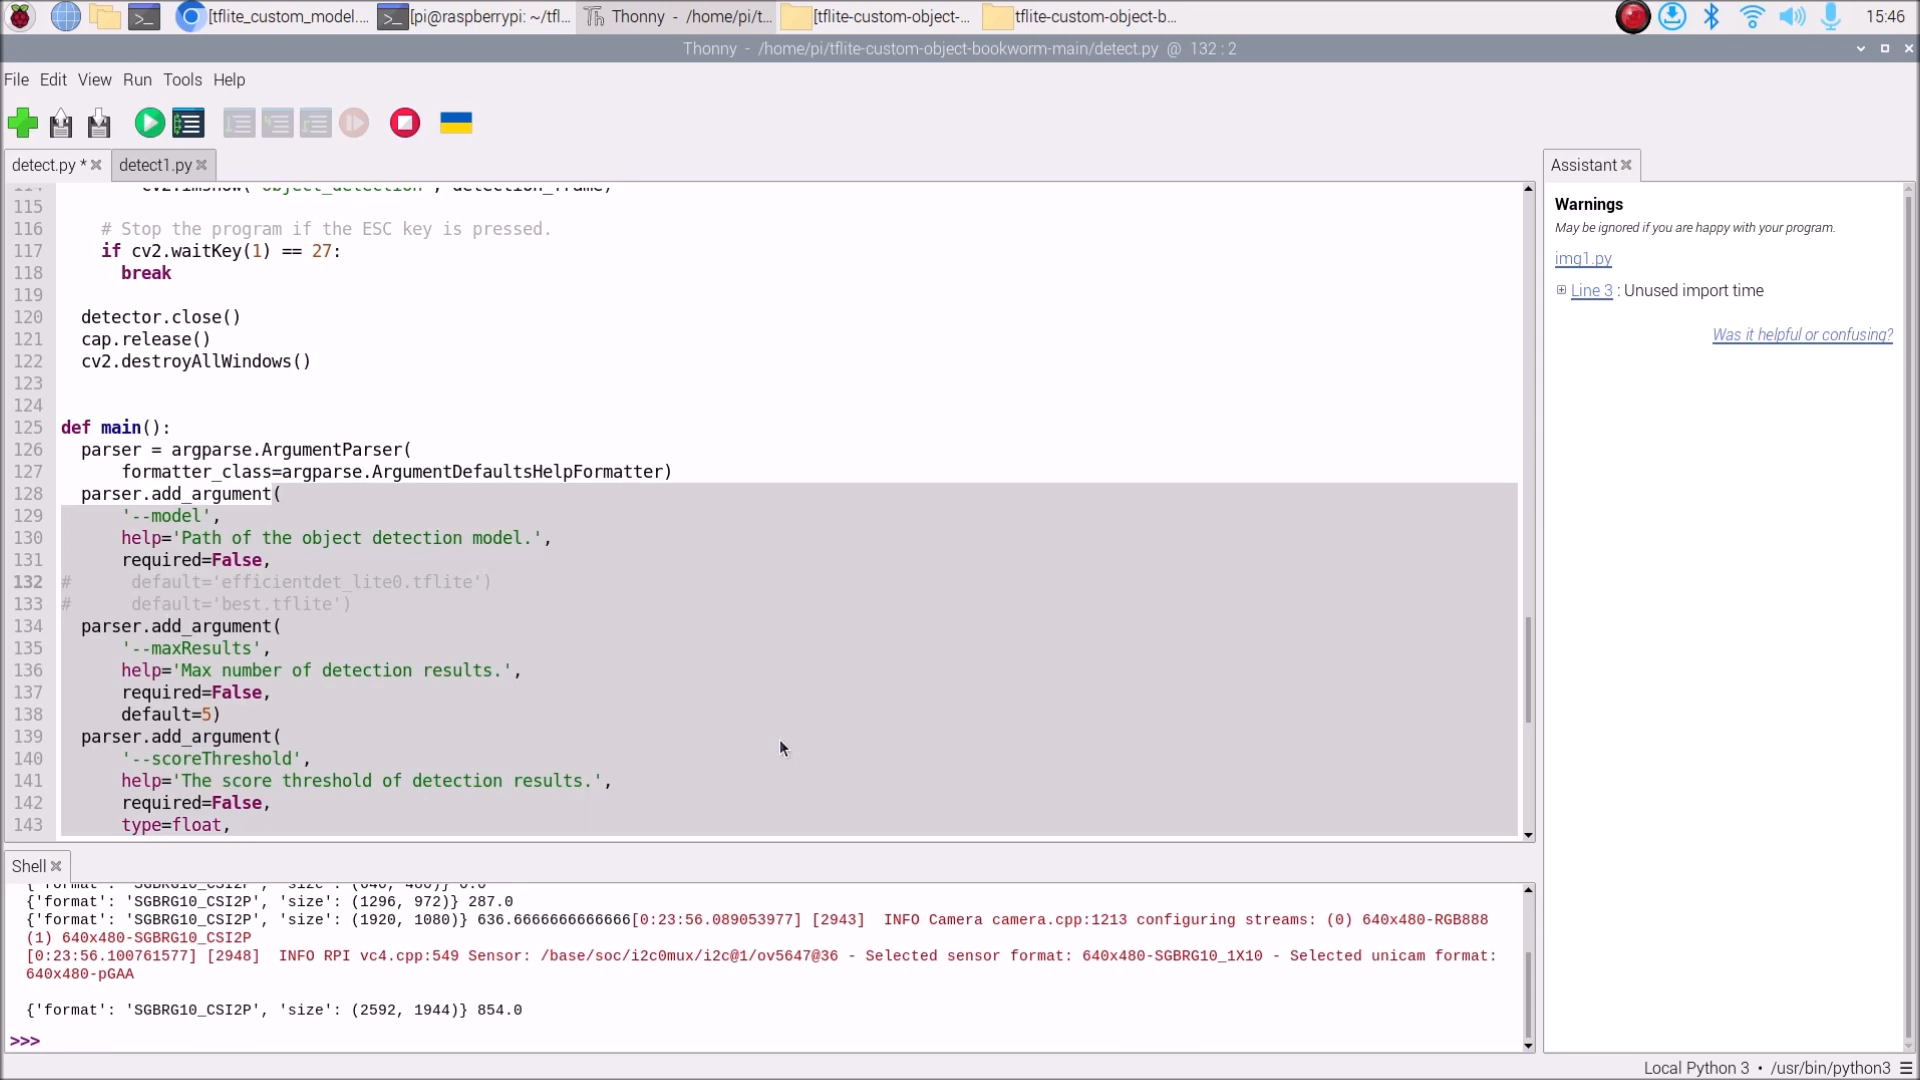 [tflite_custom_model....
[pi@raspberrypi: ~/tfl...
Thonny - /home/pi/t...
[tflite-custom-object-...
tflite-custom-object-b...
15:46
Thonny - /home/pi/tflite-custom-object-bookworm-main/detect.py @ 132 : 2
File Edit View Run Tools Help
detect.py *
detect1.py
114 cv2.imshow('object_detection', detection_frame)
115
116 # Stop the program if the ESC key is pressed.
117 if cv2.waitKey(1) == 27:
118 break
119
120 detector.close()
121 cap.release()
122 cv2.destroyAllWindows()
123
124
125 def main():
126 parser = argparse.ArgumentParser(
127 formatter_class=argparse.ArgumentDefaultsHelpFormatter)
128 parser.add_argument(
129 '--model',
130 help='Path of the object detection model.',
131 required=False,
132 # default='efficientdet_lite0.tflite')
133 # default='best.tflite')
134 parser.add_argument(
135 '--maxResults',
136 help='Max number of detection results.',
137 required=False,
138 default=5)
139 parser.add_argument(
140 '--scoreThreshold',
141 help='The score threshold of detection results.',
142 required=False,
143 type=float,
Shell
{'format': 'SGBRG10_CSI2P', 'size': (640, 480)} 0.0
{'format': 'SGBRG10_CSI2P', 'size': (1296, 972)} 287.0
{'format': 'SGBRG10_CSI2P', 'size': (1920, 1080)} 636.6666666666666[0:23:56.089053977] [2943] INFO Camera camera.cpp:1213 configuring streams: (0) 640x480-RGB888
(1) 640x480-SGBRG10_CSI2P
[0:23:56.100761577] [2948] INFO RPI vc4.cpp:549 Sensor: /base/soc/i2c0mux/i2c@1/ov5647@36 - Selected sensor format: 640x480-SGBRG10_1X10 - Selected unicam format:
640x480-pGAA
{'format': 'SGBRG10_CSI2P', 'size': (2592, 1944)} 854.0
>>>
Assistant
Warnings
May be ignored if you are happy with your program.
img1.py
Line 3 : Unused import time
Was it helpful or confusing?
Local Python 3 • /usr/bin/python3